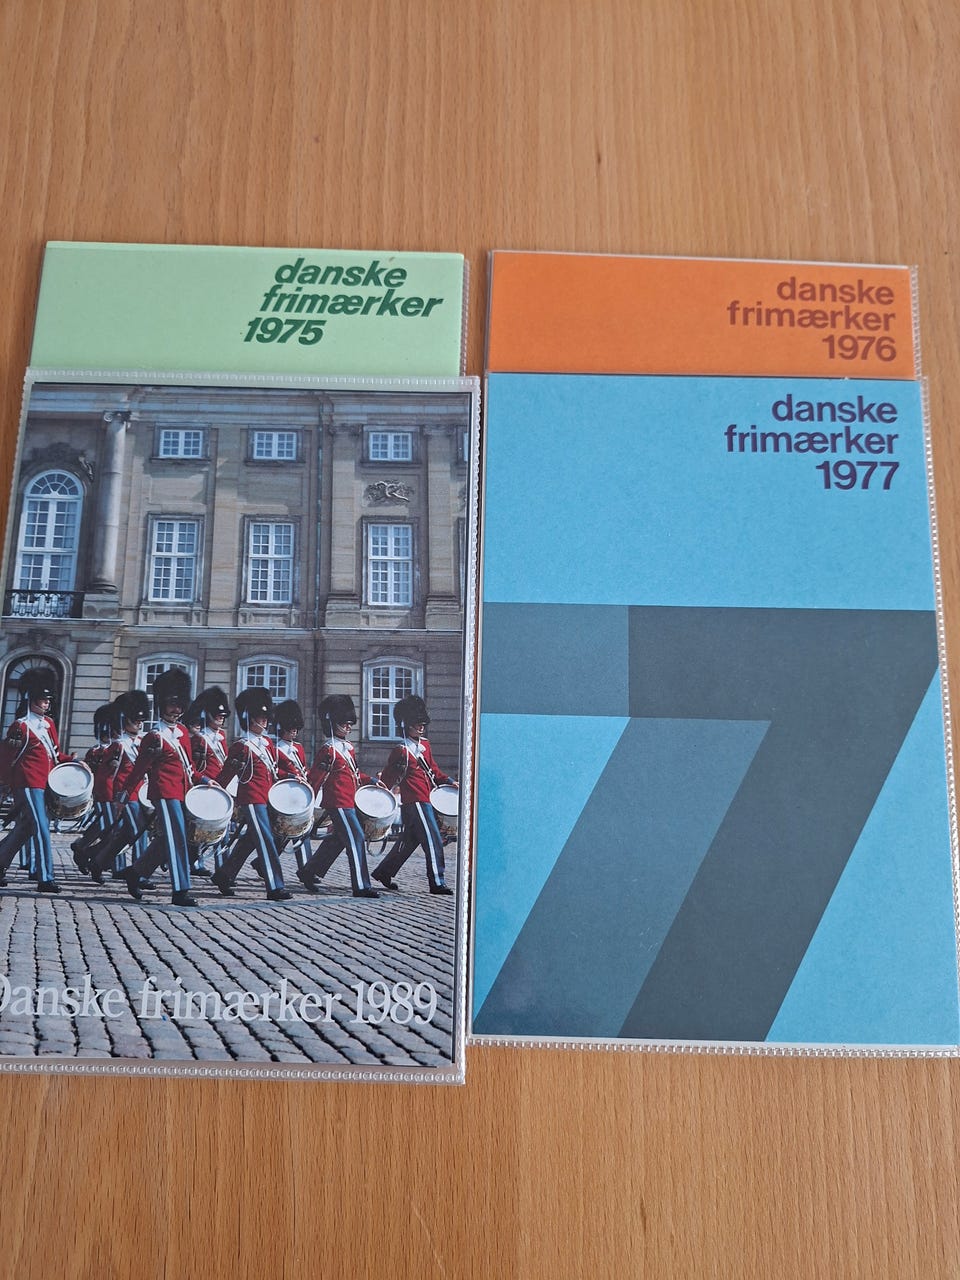 danske
frimærker
1975
danske
frimærker
1976
danske
frimærker
1977
Danske frimærker 1989